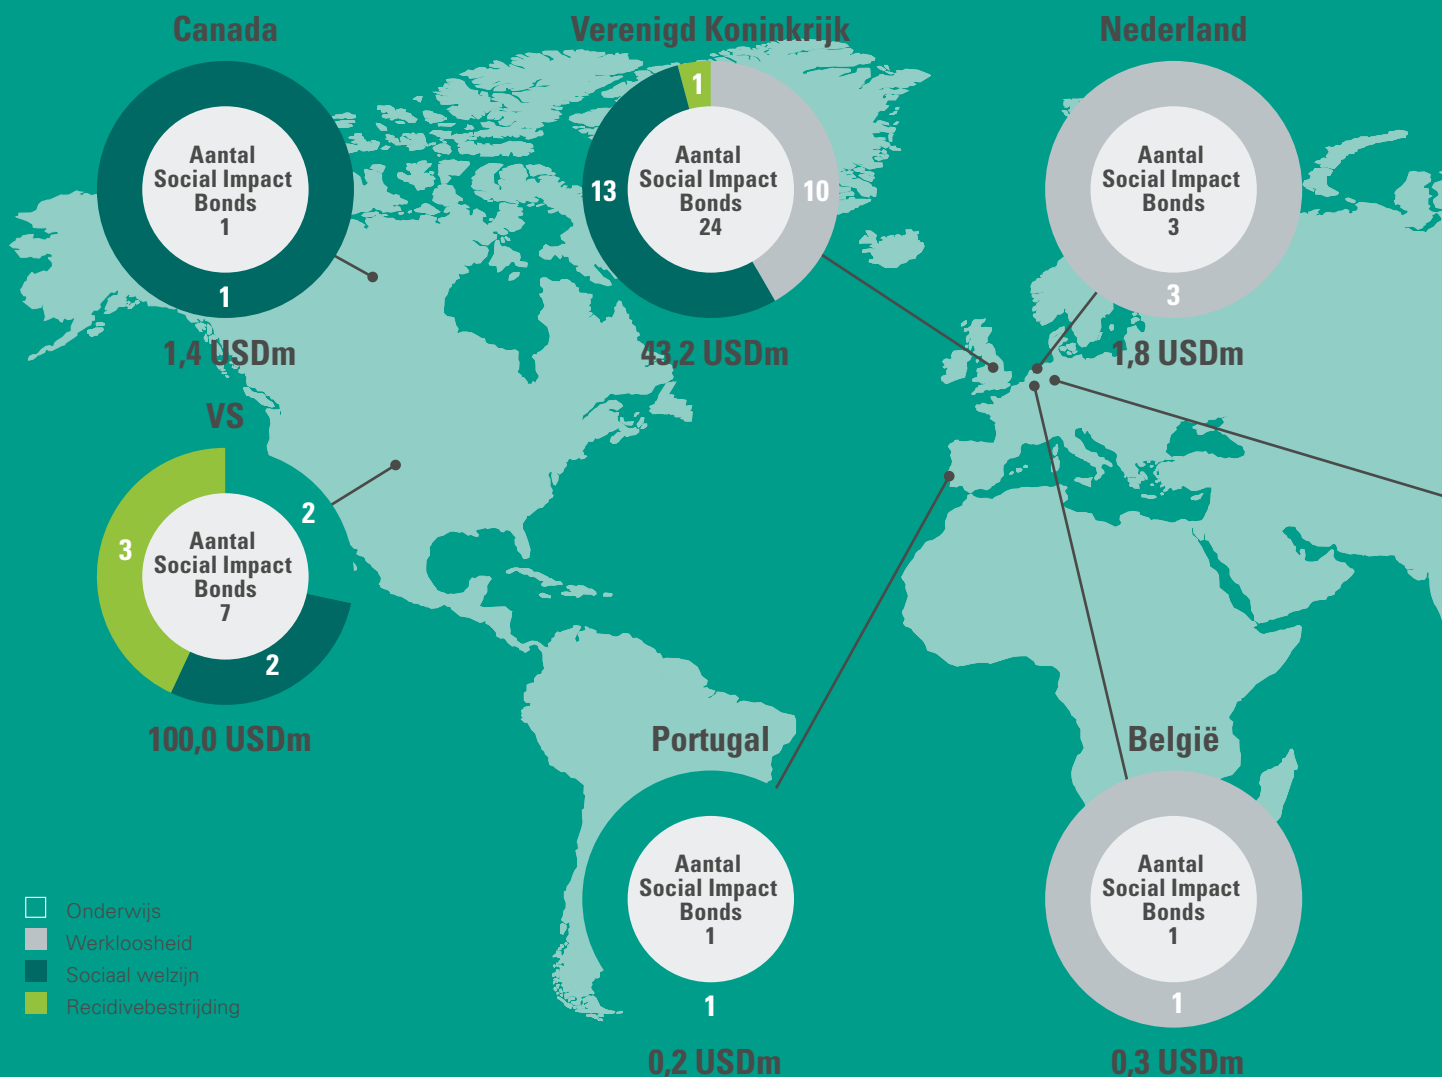 Canada
Aantal
Social Impact
Bonds
1
1
1,4 USDm
Verenigd Koninkrijk
1
13
10
Aantal
Social Impact
Bonds
24
43,2 USDm
Nederland
Aantal
Social Impact
Bonds
3
3
1,8 USDm
VS
2
3
Aantal
Social Impact
Bonds
7
2
100,0 USDm
Portugal
Aantal
Social Impact
Bonds
1
1
0,2 USDm
België
Aantal
Social Impact
Bonds
1
1
0,3 USDm
Onderwijs
Werkloosheid
Sociaal welzijn
Recidivebestrijding